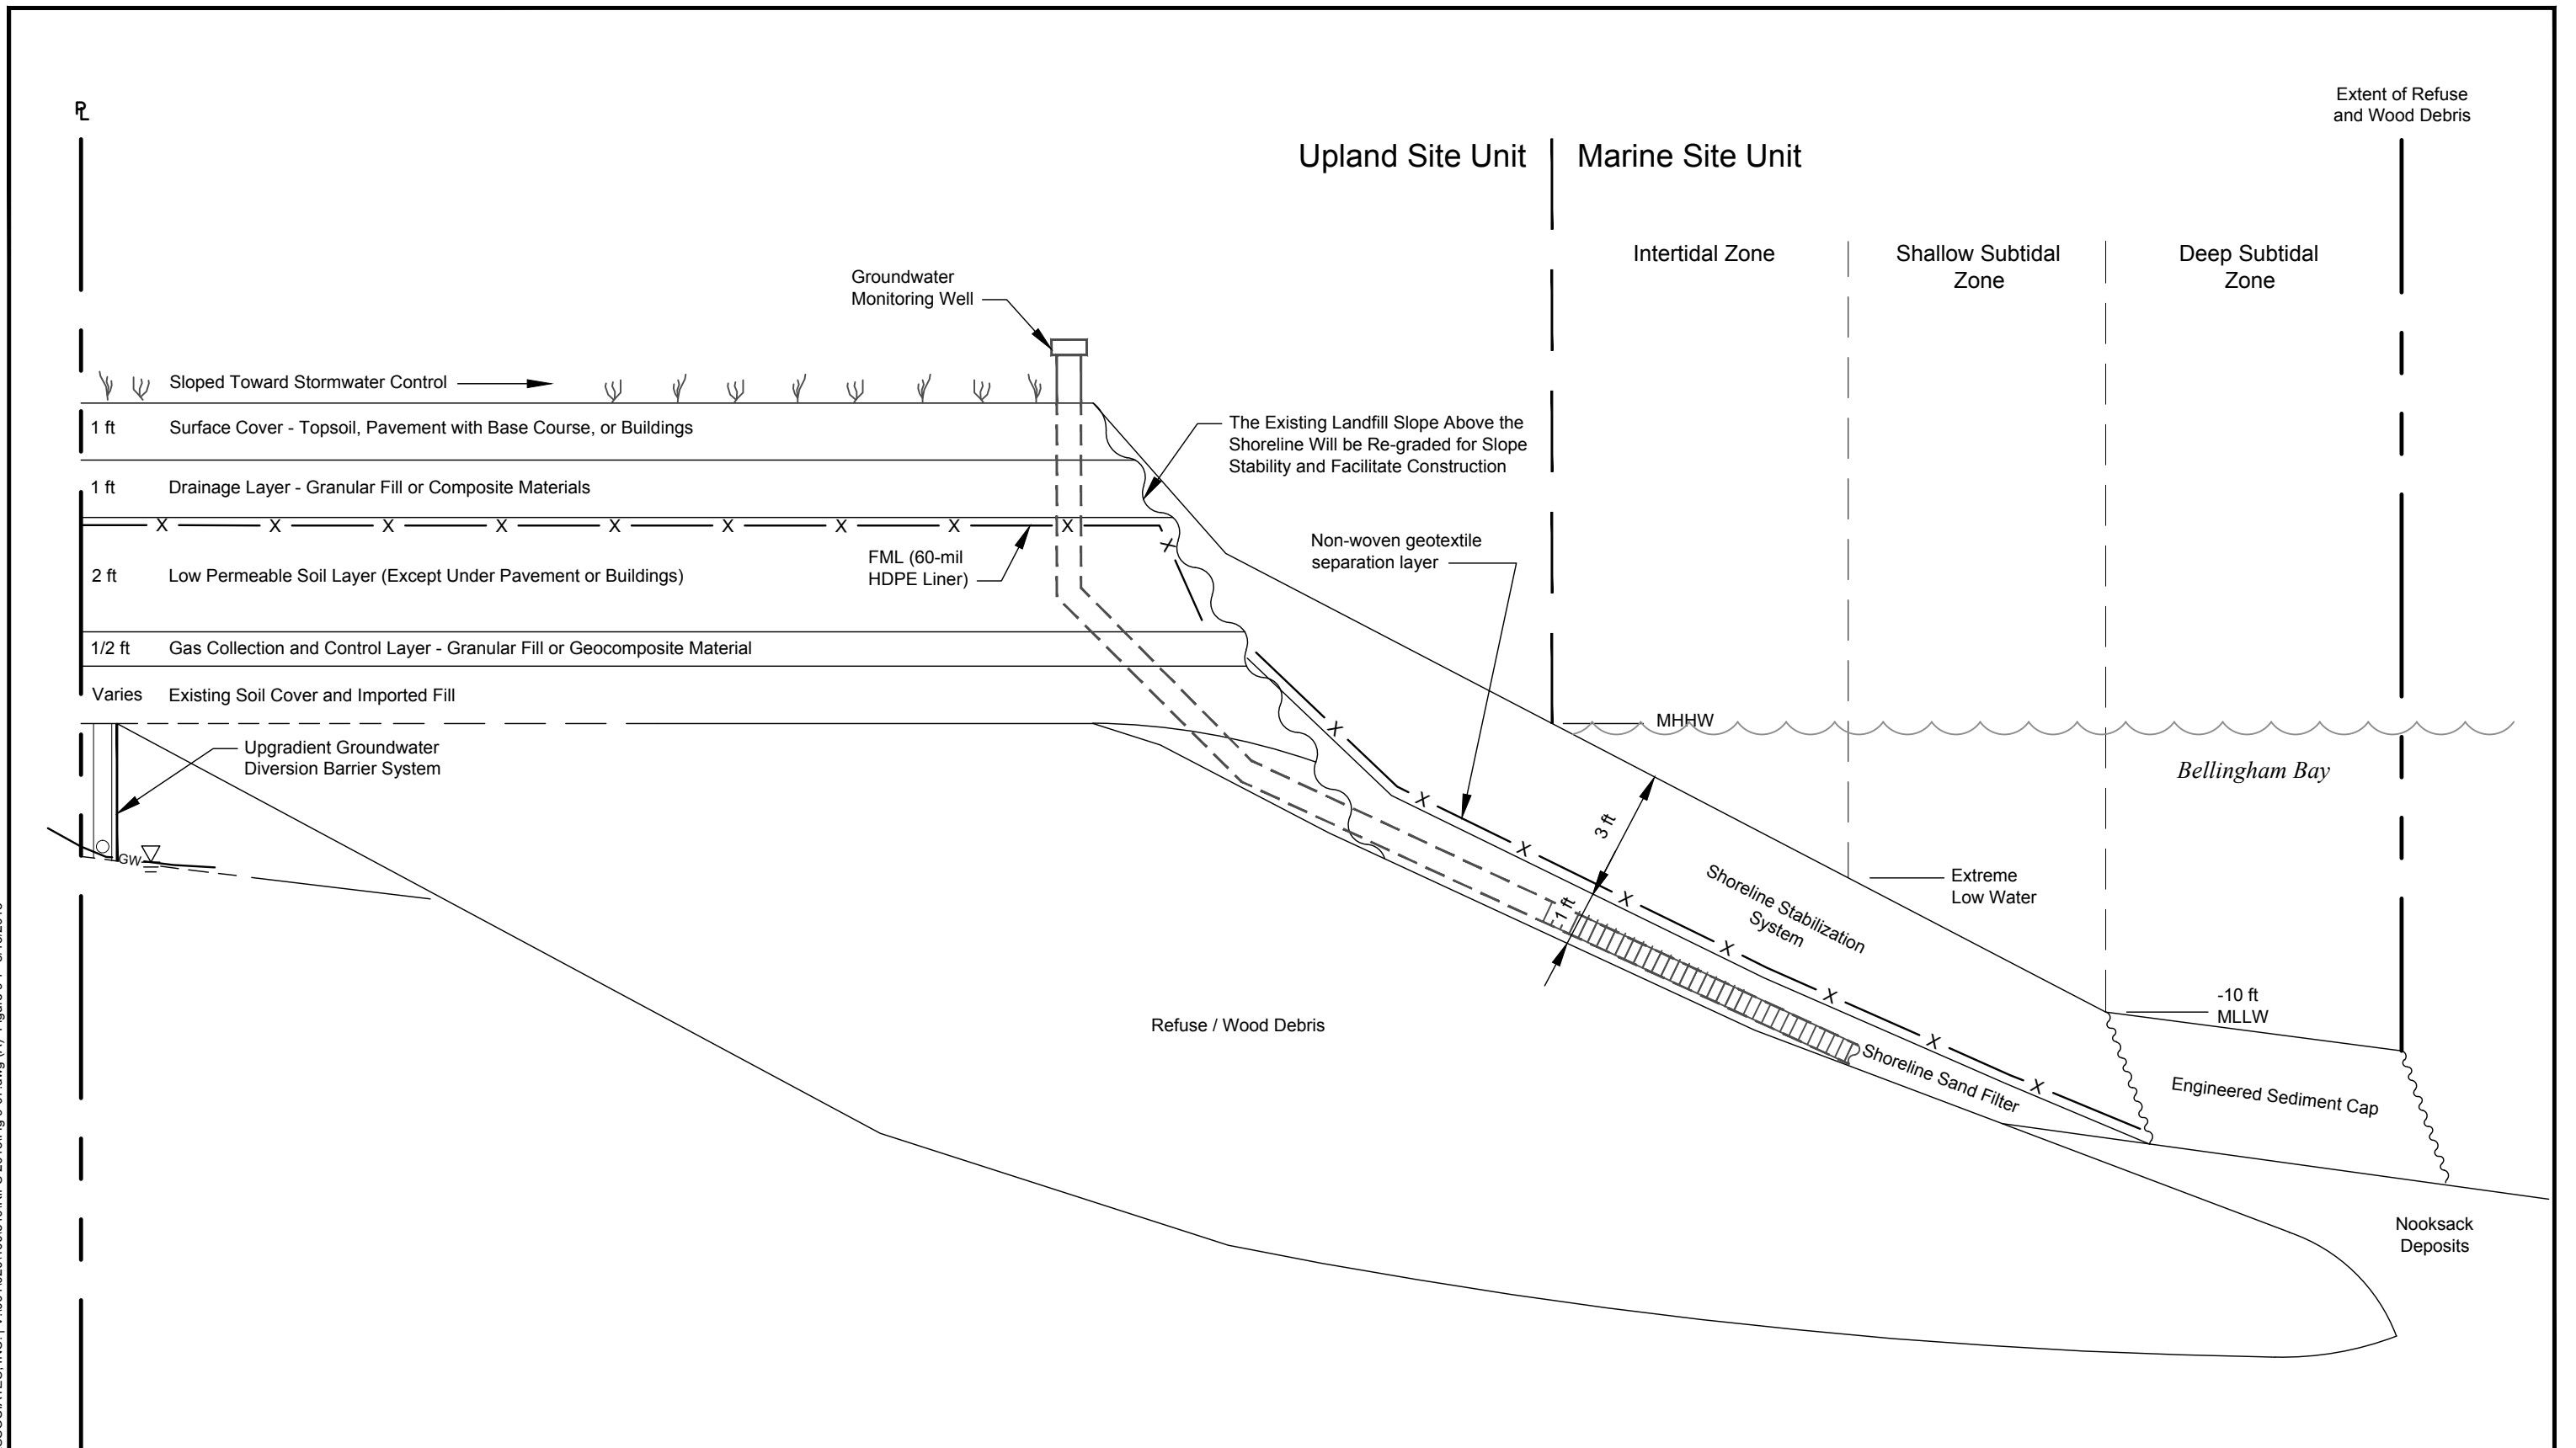 PL
Extent of Refuse
and Wood Debris
Upland Site Unit
Marine Site Unit
Intertidal Zone
Shallow Subtidal
Zone
Deep Subtidal
Zone
Groundwater
Monitoring Well
Sloped Toward Stormwater Control
1 ft Surface Cover - Topsoil, Pavement with Base Course, or Buildings
The Existing Landfill Slope Above the
Shoreline Will be Re-graded for Slope
Stability and Facilitate Construction
1 ft Drainage Layer - Granular Fill or Composite Materials
X X X X X X X X X X
FML (60-mil
HDPE Liner)
Non-woven geotextile
separation layer
2 ft Low Permeable Soil Layer (Except Under Pavement or Buildings)
1/2 ft Gas Collection and Control Layer - Granular Fill or Geocomposite Material
Varies Existing Soil Cover and Imported Fill
MHHW
Upgradient Groundwater
Diversion Barrier System
Bellingham Bay
X X X X X X X X
GW
3 ft
1 ft
Shoreline Stabilization
System
Extreme
Low Water
-10 ft
MLLW
Refuse / Wood Debris
Shoreline Sand Filter
Engineered Sediment Cap
Nooksack
Deposits